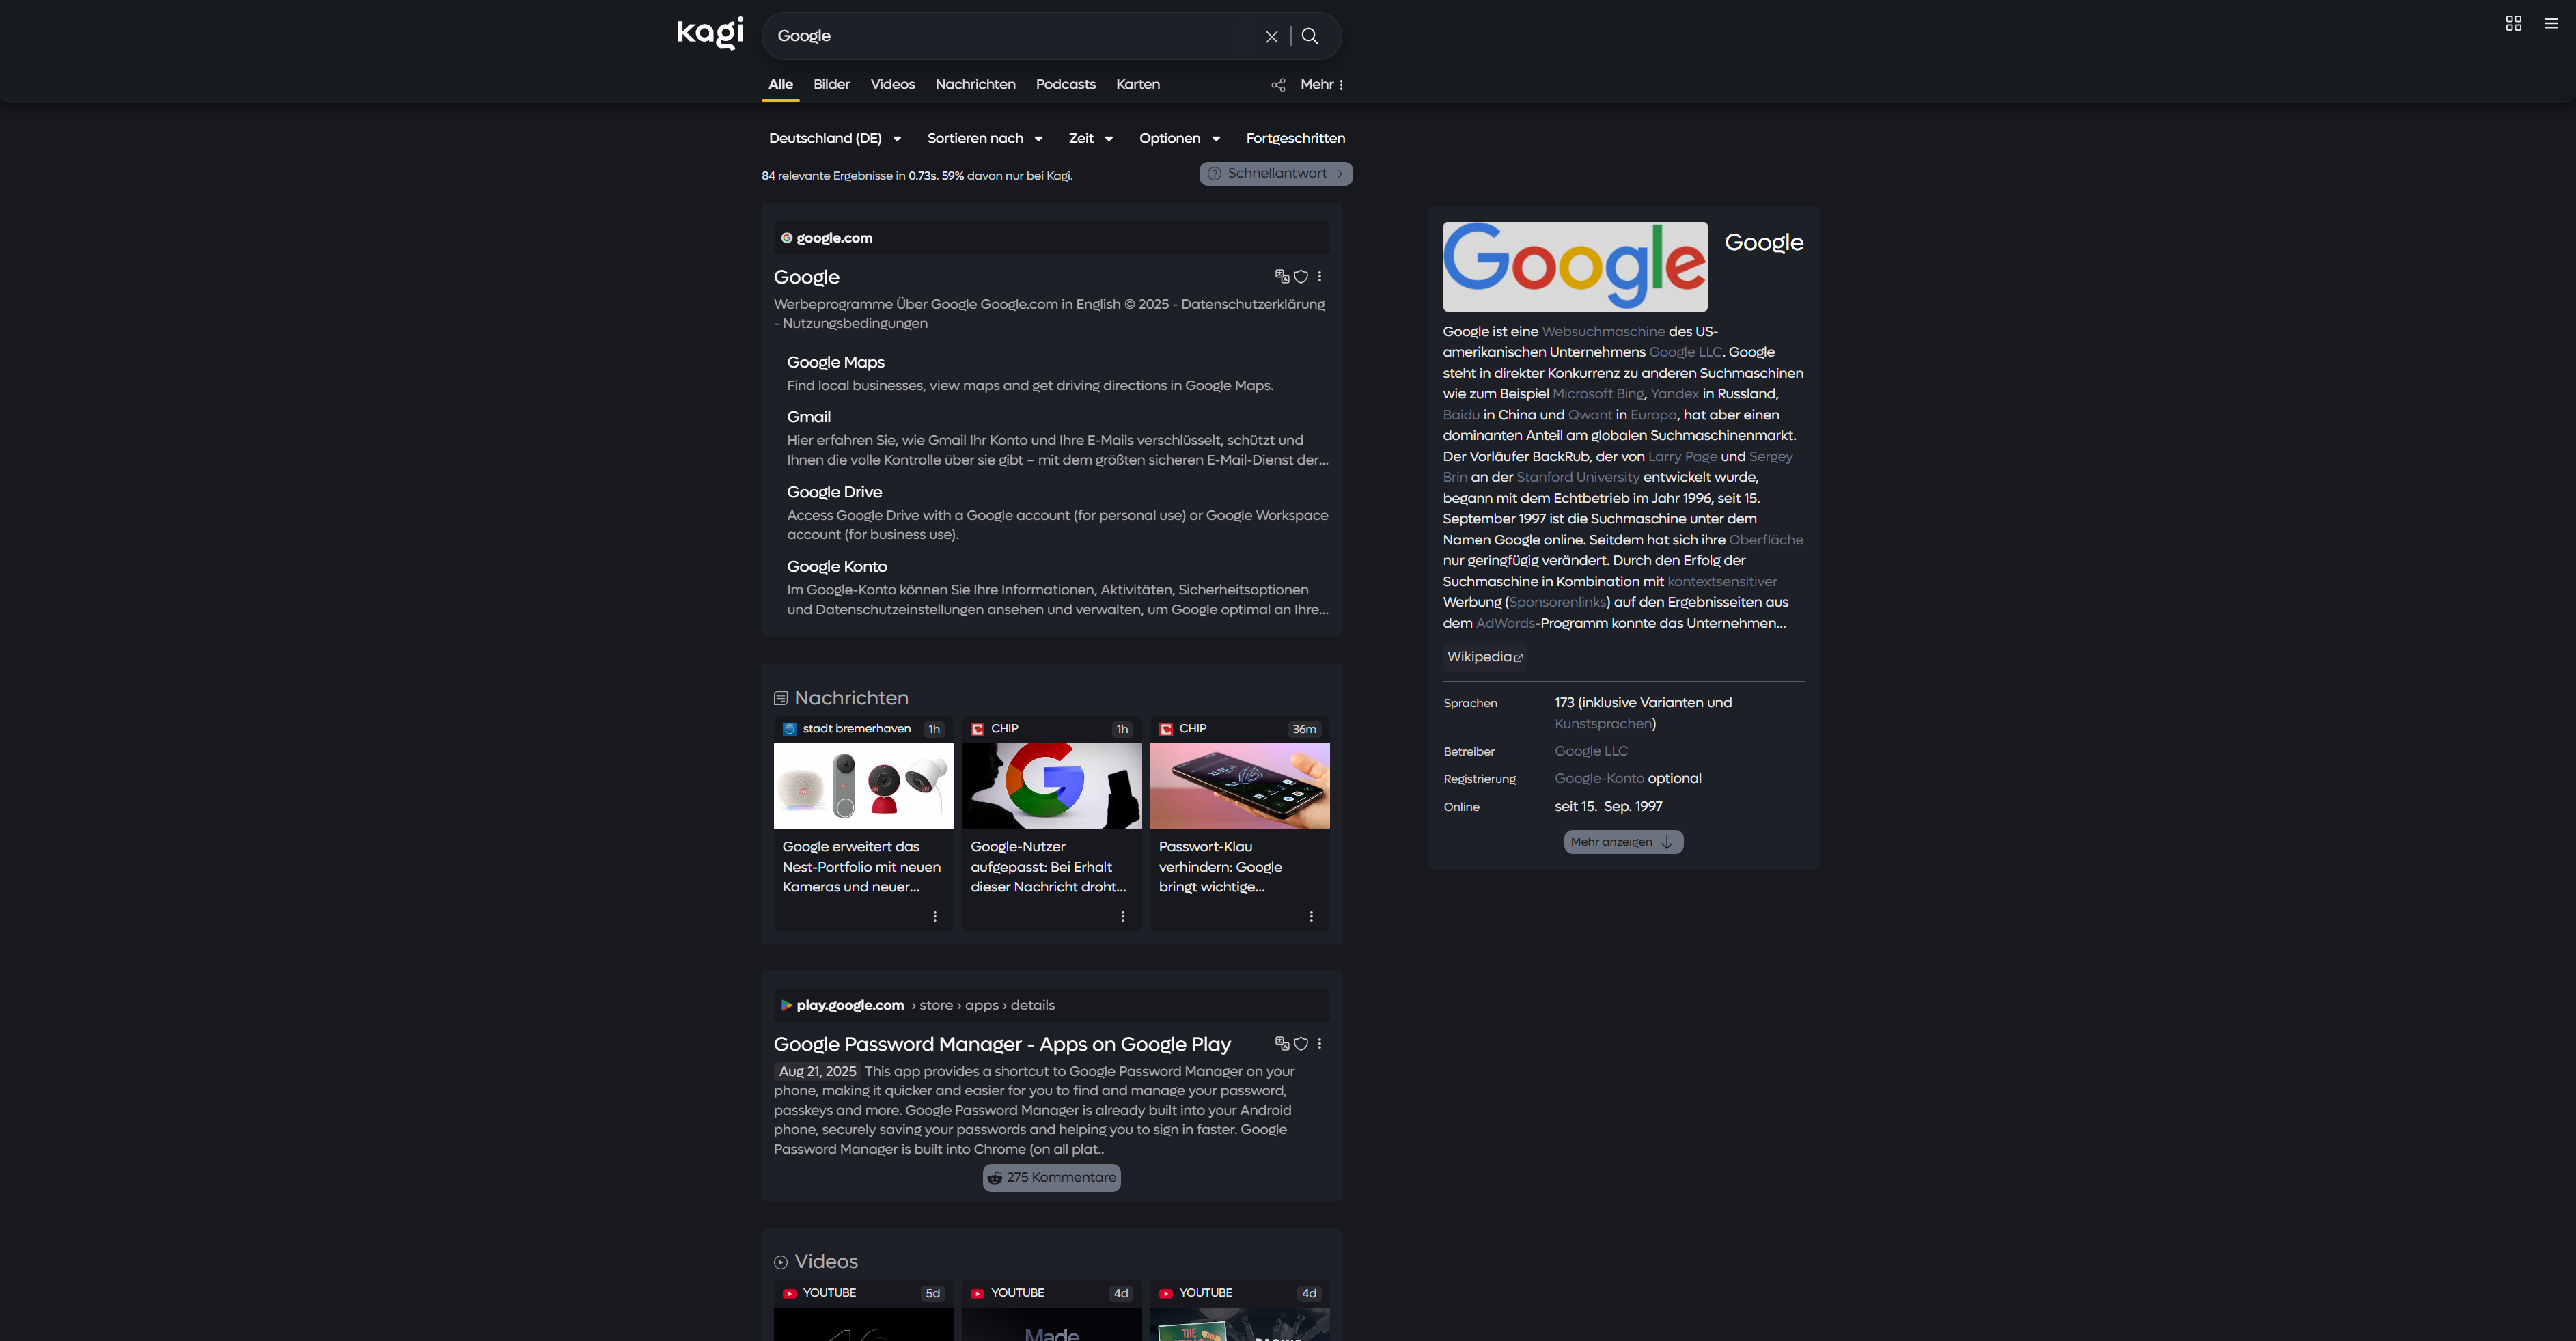 kagi
Google
Alle Bilder Videos Nachrichten Podcasts Karten Mehr
Deutschland (DE) Sortieren nach Zeit Optionen Fortgeschritten
84 relevante Ergebnisse in 0.73s. 59% davon nur bei Kagi.
Schnellantwort
google.com
Google
Werbeprogramme Über Google Google.com in English © 2025 - Datenschutzerklärung
- Nutzungsbedingungen
Google Maps
Find local businesses, view maps and get driving directions in Google Maps.
Gmail
Hier erfahren Sie, wie Gmail Ihr Konto und Ihre E-Mails verschlüsselt, schützt und
Ihnen die volle Kontrolle über sie gibt – mit dem größten sicheren E-Mail-Dienst der...
Google Drive
Access Google Drive with a Google account (for personal use) or Google Workspace
account (for business use).
Google Konto
Im Google-Konto können Sie Ihre Informationen, Aktivitäten, Sicherheitsoptionen
und Datenschutzeinstellungen ansehen und verwalten, um Google optimal an Ihre...
Nachrichten
stadt bremerhaven 1h
Google erweitert das
Nest-Portfolio mit neuen
Kameras und neuer...
CHIP 1h
Google-Nutzer
aufgepasst: Bei Erhalt
dieser Nachricht droht...
CHIP 36m
Passwort-Klau
verhindern: Google
bringt wichtige...
play.google.com › store › apps › details
Google Password Manager - Apps on Google Play
Aug 21, 2025 This app provides a shortcut to Google Password Manager on your
phone, making it quicker and easier for you to find and manage your password,
passkeys and more. Google Password Manager is already built into your Android
phone, securely saving your passwords and helping you to sign in faster. Google
Password Manager is built into Chrome (on all plat..
275 Kommentare
Videos
YOUTUBE 5d
YOUTUBE 4d
Made
YOUTUBE 4d
THE
Google
Google
Google ist eine Websuchmaschine des US-
amerikanischen Unternehmens Google LLC. Google
steht in direkter Konkurrenz zu anderen Suchmaschinen
wie zum Beispiel Microsoft Bing, Yandex in Russland,
Baidu in China und Qwant in Europa, hat aber einen
dominanten Anteil am globalen Suchmaschinenmarkt.
Der Vorläufer BackRub, der von Larry Page und Sergey
Brin an der Stanford University entwickelt wurde,
begann mit dem Echtbetrieb im Jahr 1996, seit 15.
September 1997 ist die Suchmaschine unter dem
Namen Google online. Seitdem hat sich ihre Oberfläche
nur geringfügig verändert. Durch den Erfolg der
Suchmaschine in Kombination mit kontextsensitiver
Werbung (Sponsorenlinks) auf den Ergebnisseiten aus
dem AdWords-Programm konnte das Unternehmen...
Wikipedia
Sprachen 173 (inklusive Varianten und
Kunstsprachen)
Betreiber Google LLC
Registrierung Google-Konto optional
Online seit 15. Sep. 1997
Mehr anzeigen